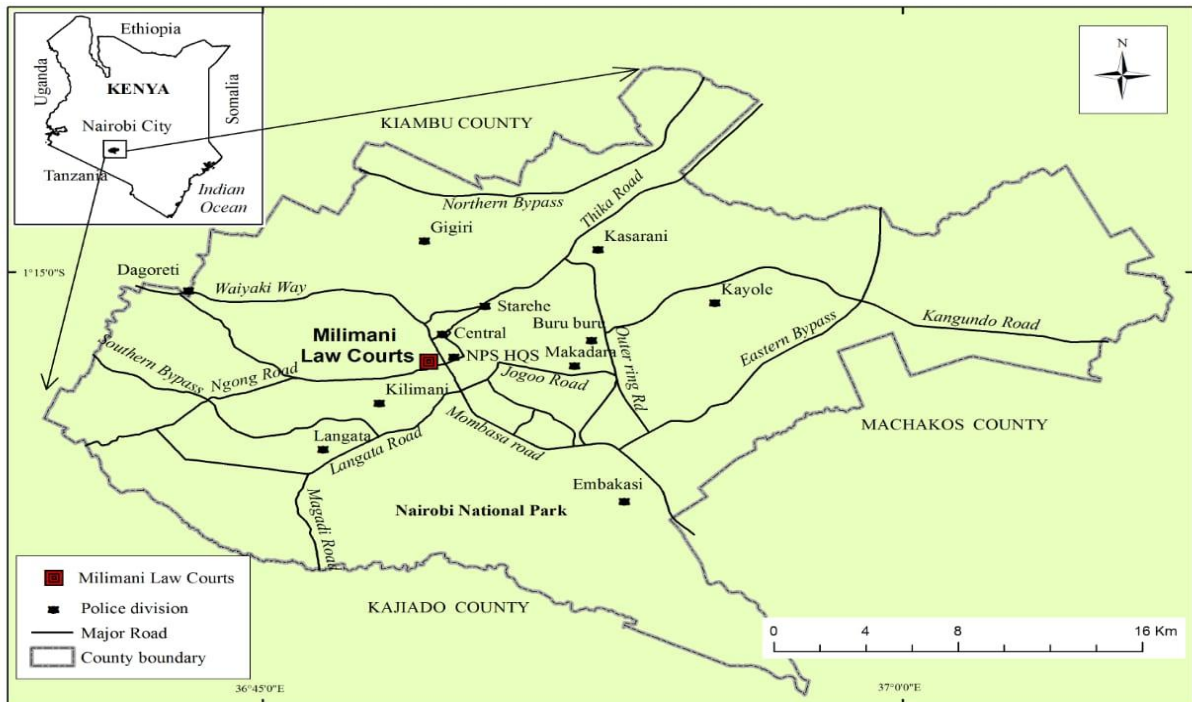 Ethiopia
Uganda
KENYA
Somalia
Nairobi City
Tanzania
Indian
Ocean
N
KIAMBU COUNTY
Northern Bypass
Thika Road
Gigiri
Kasarani
1°15'0"S
Dagoreti
Waiyaki Way
Starehe
Kayole
Milimani
Law Courts
Central
Buru buru
Outer ring Rd
Eastern Bypass
Kangundo Road
NPS HQS
Makadara
Southern Bypass
Ngong Road
Jogoo Road
Kilimani
MACHAKOS COUNTY
Langata
Langata Road
Mombasa road
Embakasi
Magadi Road
Nairobi National Park
Milimani Law Courts
Police division
Major Road
County boundary
KAJIADO COUNTY
0 4 8 16 Km
36°45'0"E
37°0'0"E